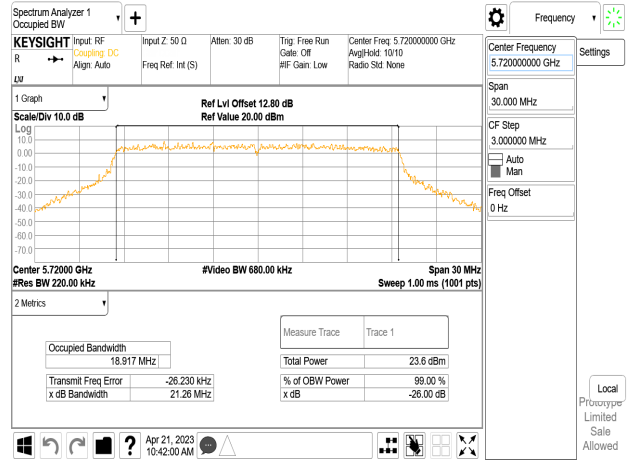 Spectrum Analyzer 1
Occupied BW
Frequency
KEYSIGHT
Input: RF
Coupling: DC
Align: Auto
Input Z: 50 Ω
Freq Ref: Int (S)
Atten: 30 dB
Trig: Free Run
Gate: Off
#IF Gain: Low
Center Freq: 5.720000000 GHz
Avg|Hold: 10/10
Radio Std: None
R
LXI
Center Frequency
5.720000000 GHz
Settings
Span
30.000 MHz
CF Step
3.000000 MHz
Auto
Man
Freq Offset
0 Hz
1 Graph
Scale/Div 10.0 dB
Ref Lvl Offset 12.80 dB
Ref Value 20.00 dBm
Log
10.0
0.00
-10.0
-20.0
-30.0
-40.0
-50.0
-60.0
-70.0
Center 5.72000 GHz
#Video BW 680.00 kHz
Span 30 MHz
#Res BW 220.00 kHz
Sweep 1.00 ms (1001 pts)
2 Metrics
Measure Trace
Trace 1
Occupied Bandwidth
18.917 MHz
Total Power
23.6 dBm
Transmit Freq Error
-26.230 kHz
% of OBW Power
99.00 %
x dB Bandwidth
21.26 MHz
x dB
-26.00 dB
Local
Prototype
Limited
Sale
Allowed
?
Apr 21, 2023
10:42:00 AM